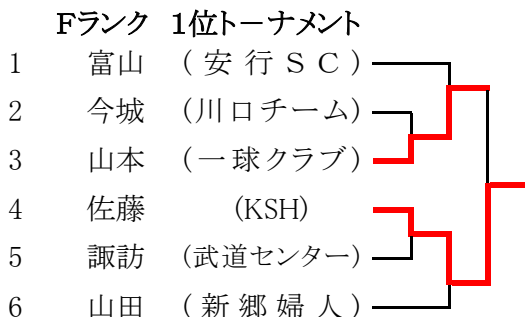 Fランク 1位トーナメント
1 富山 (安行SC)
2 今城 (川口チーム)
3 山本 (一球クラブ)
4 佐藤 (KSH)
5 諏訪 (武道センター)
6 山田 (新郷婦人)